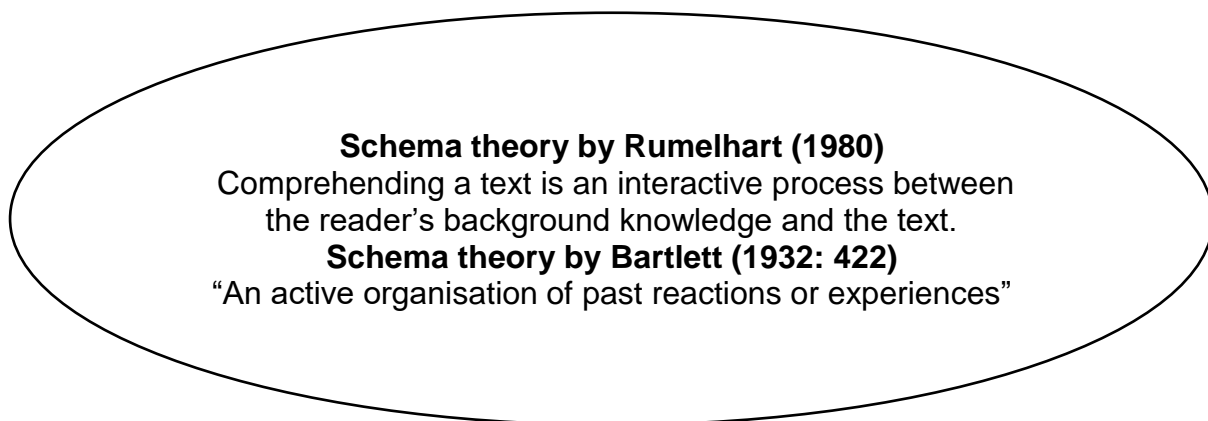 Schema theory by Rumelhart (1980)
Comprehending a text is an interactive process between
the reader’s background knowledge and the text.
Schema theory by Bartlett (1932: 422)
“An active organisation of past reactions or experiences”